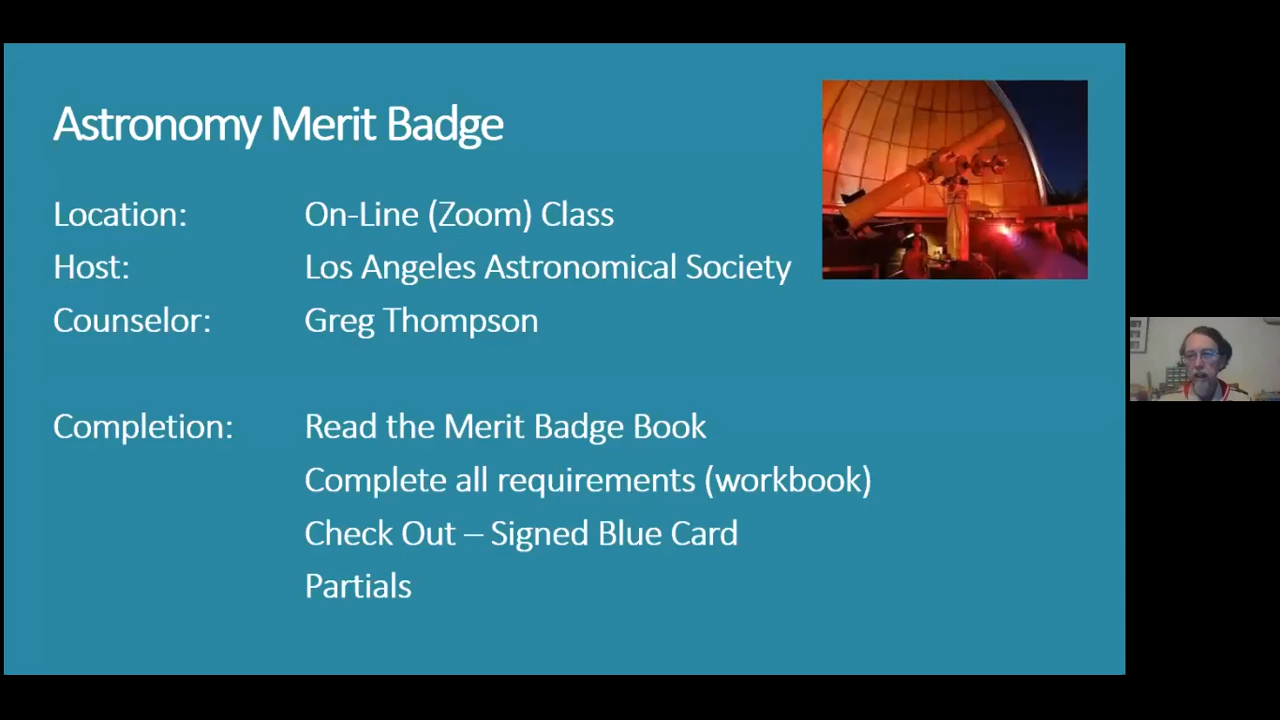 Astronomy Merit Badge
Location: On-Line (Zoom) Class
Host: Los Angeles Astronomical Society
Counselor: Greg Thompson
Completion: Read the Merit Badge Book
Complete all requirements (workbook)
Check Out – Signed Blue Card
Partials